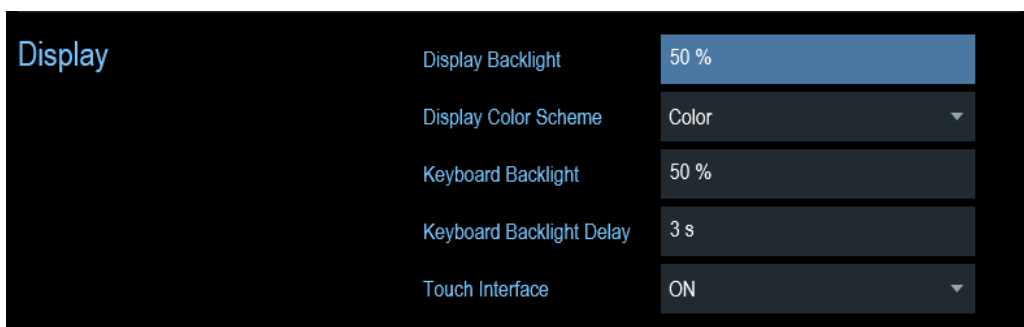 Display
Display Backlight 50 %
Display Color Scheme Color
Keyboard Backlight 50 %
Keyboard Backlight Delay 3 s
Touch Interface ON